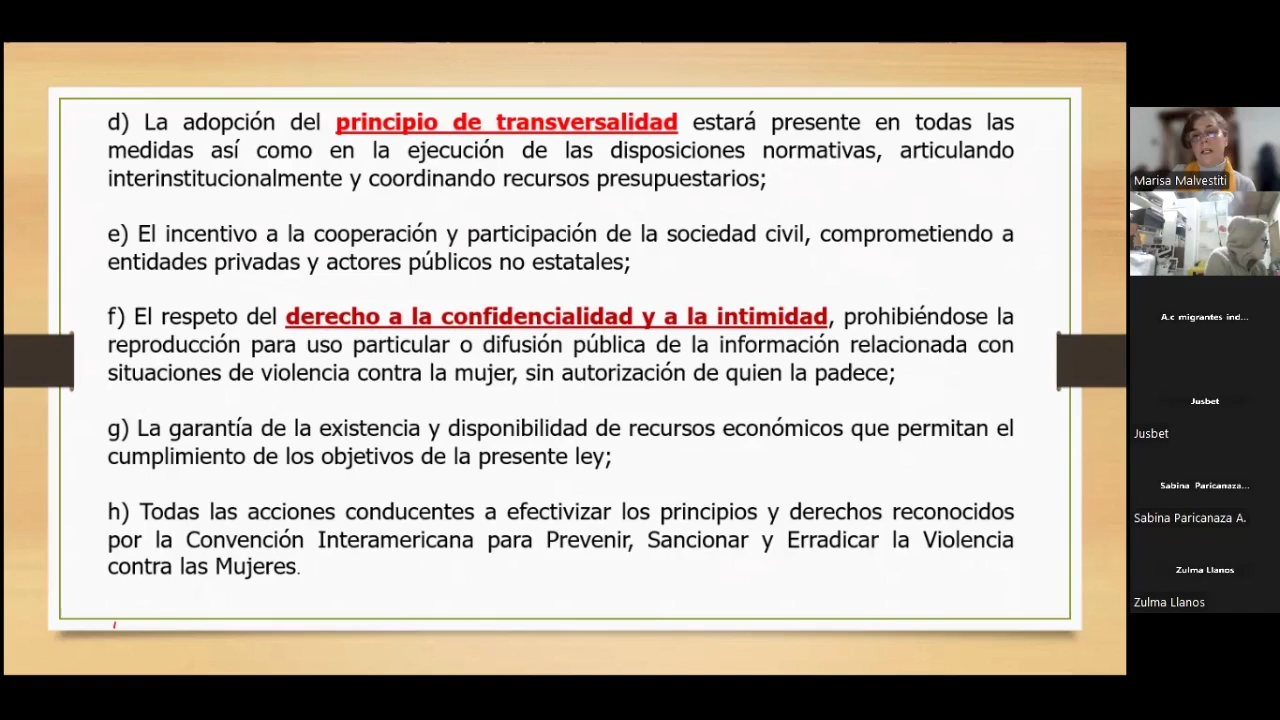 d) La adopción del principio de transversalidad estará presente en todas las
medidas así como en la ejecución de las disposiciones normativas, articulando
interinstitucionalmente y coordinando recursos presupuestarios;
e) El incentivo a la cooperación y participación de la sociedad civil, comprometiendo a
entidades privadas y actores públicos no estatales;
f) El respeto del derecho a la confidencialidad y a la intimidad, prohibiéndose la
reproducción para uso particular o difusión pública de la información relacionada con
situaciones de violencia contra la mujer, sin autorización de quien la padece;
g) La garantía de la existencia y disponibilidad de recursos económicos que permitan el
cumplimiento de los objetivos de la presente ley;
h) Todas las acciones conducentes a efectivizar los principios y derechos reconocidos
por la Convención Interamericana para Prevenir, Sancionar y Erradicar la Violencia
contra las Mujeres.
Marisa Malvestiti
A.c migrantes ind...
Jusbet
Jusbet
Sabina Paricanaza...
Sabina Paricanaza A.
Zulma Llanos
Zulma Llanos